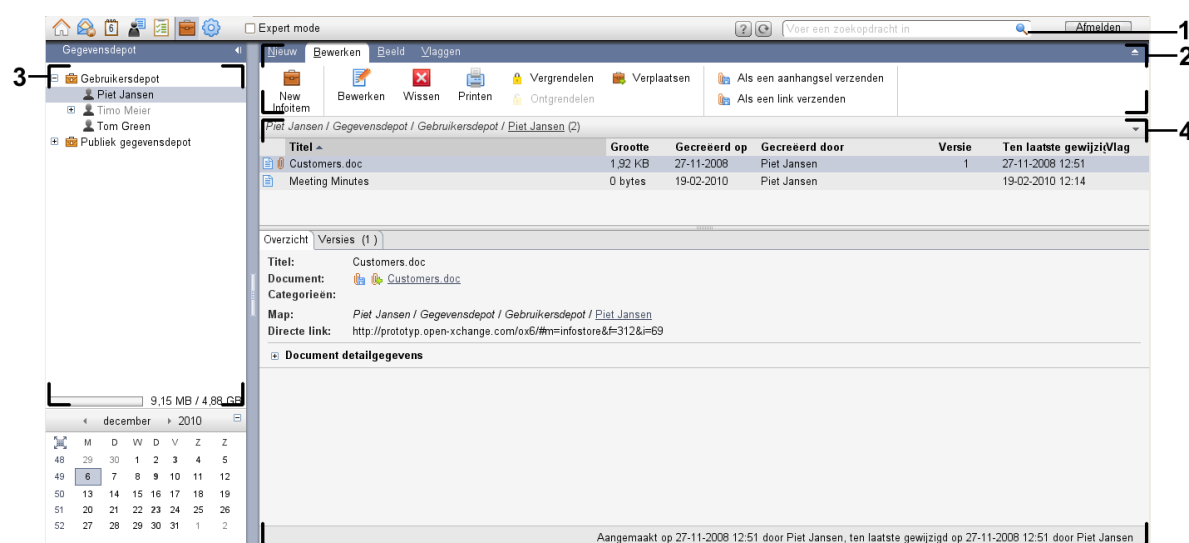 6 Expert mode ? Voer een zoekopdracht in Afmelden 1
Gegevensdepot Nieuw Bewerken Beeld Vlaggen 2
3 Gebruikersdepot
Piet Jansen
Timo Meier
Tom Green
Publiek gegevensdepot
New Infoitem
Bewerken Wissen Printen
Vergrendelen Verplaatsen Als een aanhangsel verzenden
Ontgrendelen Als een link verzenden
Piet Jansen / Gegevensdepot / Gebruikersdepot / Piet Jansen (2) 4
Titel Grootte Gecreëerd op Gecreëerd door Versie Ten laatste gewijzi Vlag
Customers.doc 1,92 KB 27-11-2008 Piet Jansen 1 27-11-2008 12:51
Meeting Minutes 0 bytes 19-02-2010 Piet Jansen 19-02-2010 12:14
Overzicht Versies (1)
Titel: Customers.doc
Document: Customers.doc
Categorieën:
Map: Piet Jansen / Gegevensdepot / Gebruikersdepot / Piet Jansen
Directe link: http://prototyp.open-xchange.com/ox6/#m=infostore&f=312&i=69
Document detailgegevens
9,15 MB / 4,88 GB
december 2010
M D W D V Z Z
48 29 30 1 2 3 4 5
49 6 7 8 9 10 11 12
50 13 14 15 16 17 18 19
51 20 21 22 23 24 25 26
52 27 28 29 30 31 1 2
Aangemaakt op 27-11-2008 12:51 door Piet Jansen, ten laatste gewijzigd op 27-11-2008 12:51 door Piet Jansen